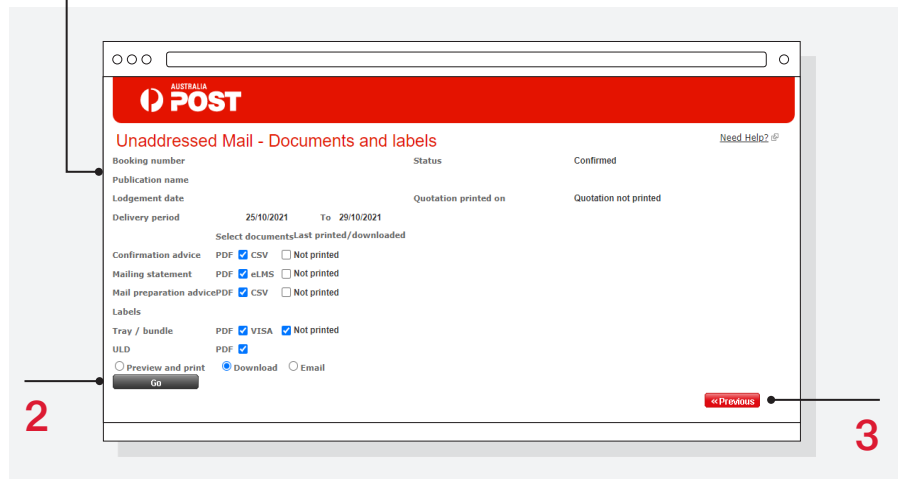 AUSTRALIA
POST
Unaddressed Mail - Documents and labels Need Help?
Booking number Status Confirmed
Publication name
Lodgement date Quotation printed on Quotation not printed
Delivery period 25/10/2021 To 29/10/2021
Select documents Last printed/downloaded
Confirmation advice PDF CSV Not printed
Mailing statement PDF eLMS Not printed
Mail preparation advice PDF CSV Not printed
Labels
Tray / bundle PDF VISA Not printed
ULD PDF
Preview and print Download Email
Go
«Previous
2
3